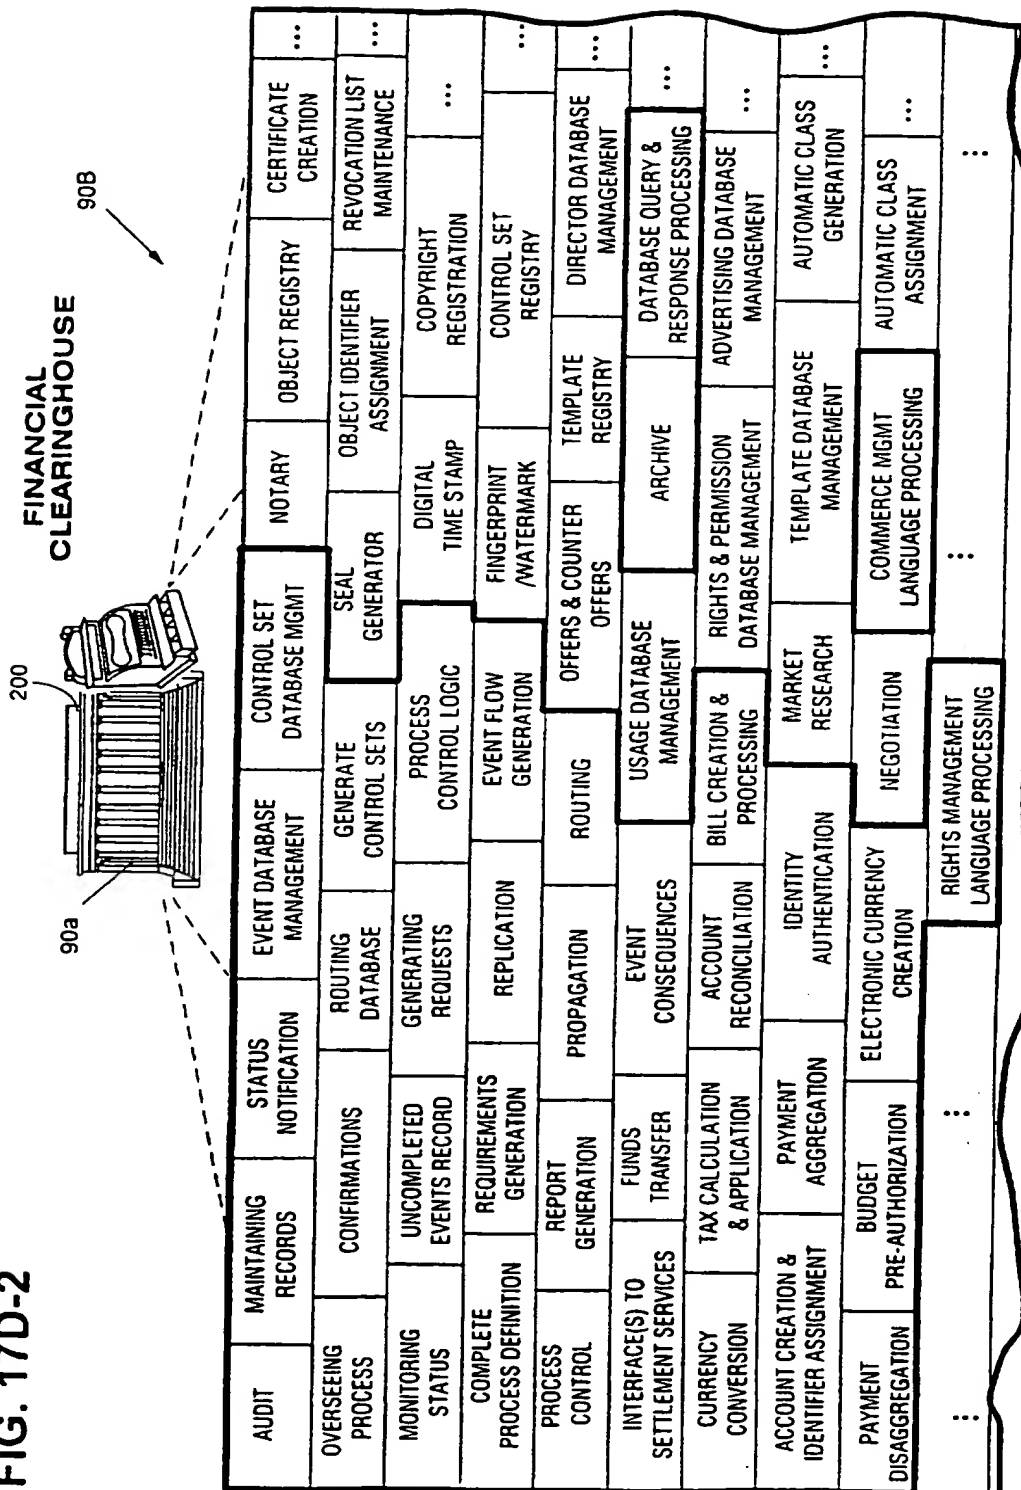 FIG. 17D-2
FINANCIAL
CLEARINGHOUSE
90B
200
90a
AUDIT
MAINTAINING
RECORDS
STATUS
NOTIFICATION
EVENT DATABASE
MANAGEMENT
CONTROL SET
DATABASE MGMT
NOTARY
OBJECT REGISTRY
CERTIFICATE
CREATION
...
OVERSEEING
PROCESS
CONFIRMATIONS
ROUTING
DATABASE
GENERATE
CONTROL SETS
SEAL
GENERATOR
OBJECT IDENTIFIER
ASSIGNMENT
REVOCATION LIST
MAINTENANCE
...
MONITORING
STATUS
UNCOMPLETED
EVENTS RECORD
GENERATING
REQUESTS
PROCESS
CONTROL LOGIC
DIGITAL
TIME STAMP
COPYRIGHT
REGISTRATION
...
COMPLETE
PROCESS DEFINITION
REQUIREMENTS
GENERATION
REPLICATION
EVENT FLOW
GENERATION
FINGERPRINT
/WATERMARK
CONTROL SET
REGISTRY
...
PROCESS
CONTROL
REPORT
GENERATION
PROPAGATION
ROUTING
OFFERS & COUNTER
OFFERS
TEMPLATE
REGISTRY
DIRECTOR DATABASE
MANAGEMENT
...
INTERFACE(S) TO
SETTLEMENT SERVICES
FUNDS
TRANSFER
EVENT
CONSEQUENCES
USAGE DATABASE
MANAGEMENT
ARCHIVE
DATABASE QUERY &
RESPONSE PROCESSING
...
CURRENCY
CONVERSION
TAX CALCULATION
& APPLICATION
ACCOUNT
RECONCILIATION
BILL CREATION &
PROCESSING
RIGHTS & PERMISSION
DATABASE MANAGEMENT
ADVERTISING DATABASE
MANAGEMENT
...
ACCOUNT CREATION &
IDENTIFIER ASSIGNMENT
PAYMENT
AGGREGATION
IDENTITY
AUTHENTICATION
MARKET
RESEARCH
TEMPLATE DATABASE
MANAGEMENT
AUTOMATIC CLASS
GENERATION
...
PAYMENT
DISAGGREGATION
BUDGET
PRE-AUTHORIZATION
ELECTRONIC CURRENCY
CREATION
NEGOTIATION
COMMERCE MGMT
LANGUAGE PROCESSING
AUTOMATIC CLASS
ASSIGNMENT
...
...
...
RIGHTS MANAGEMENT
LANGUAGE PROCESSING
...
...